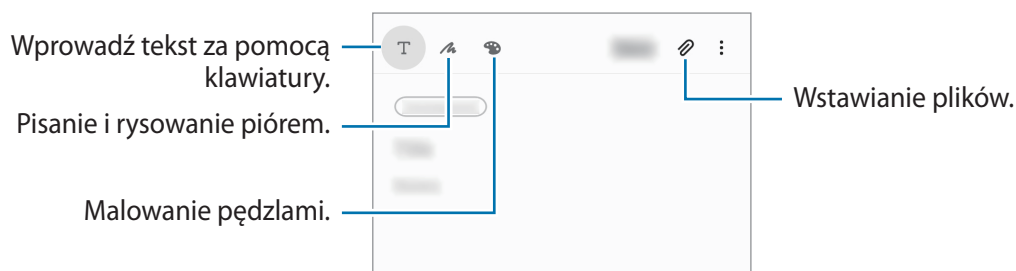 Wprowadź tekst za pomocą
klawiatury.
T
Wstawianie plików.
Pisanie i rysowanie piórem.
Malowanie pędzlami.